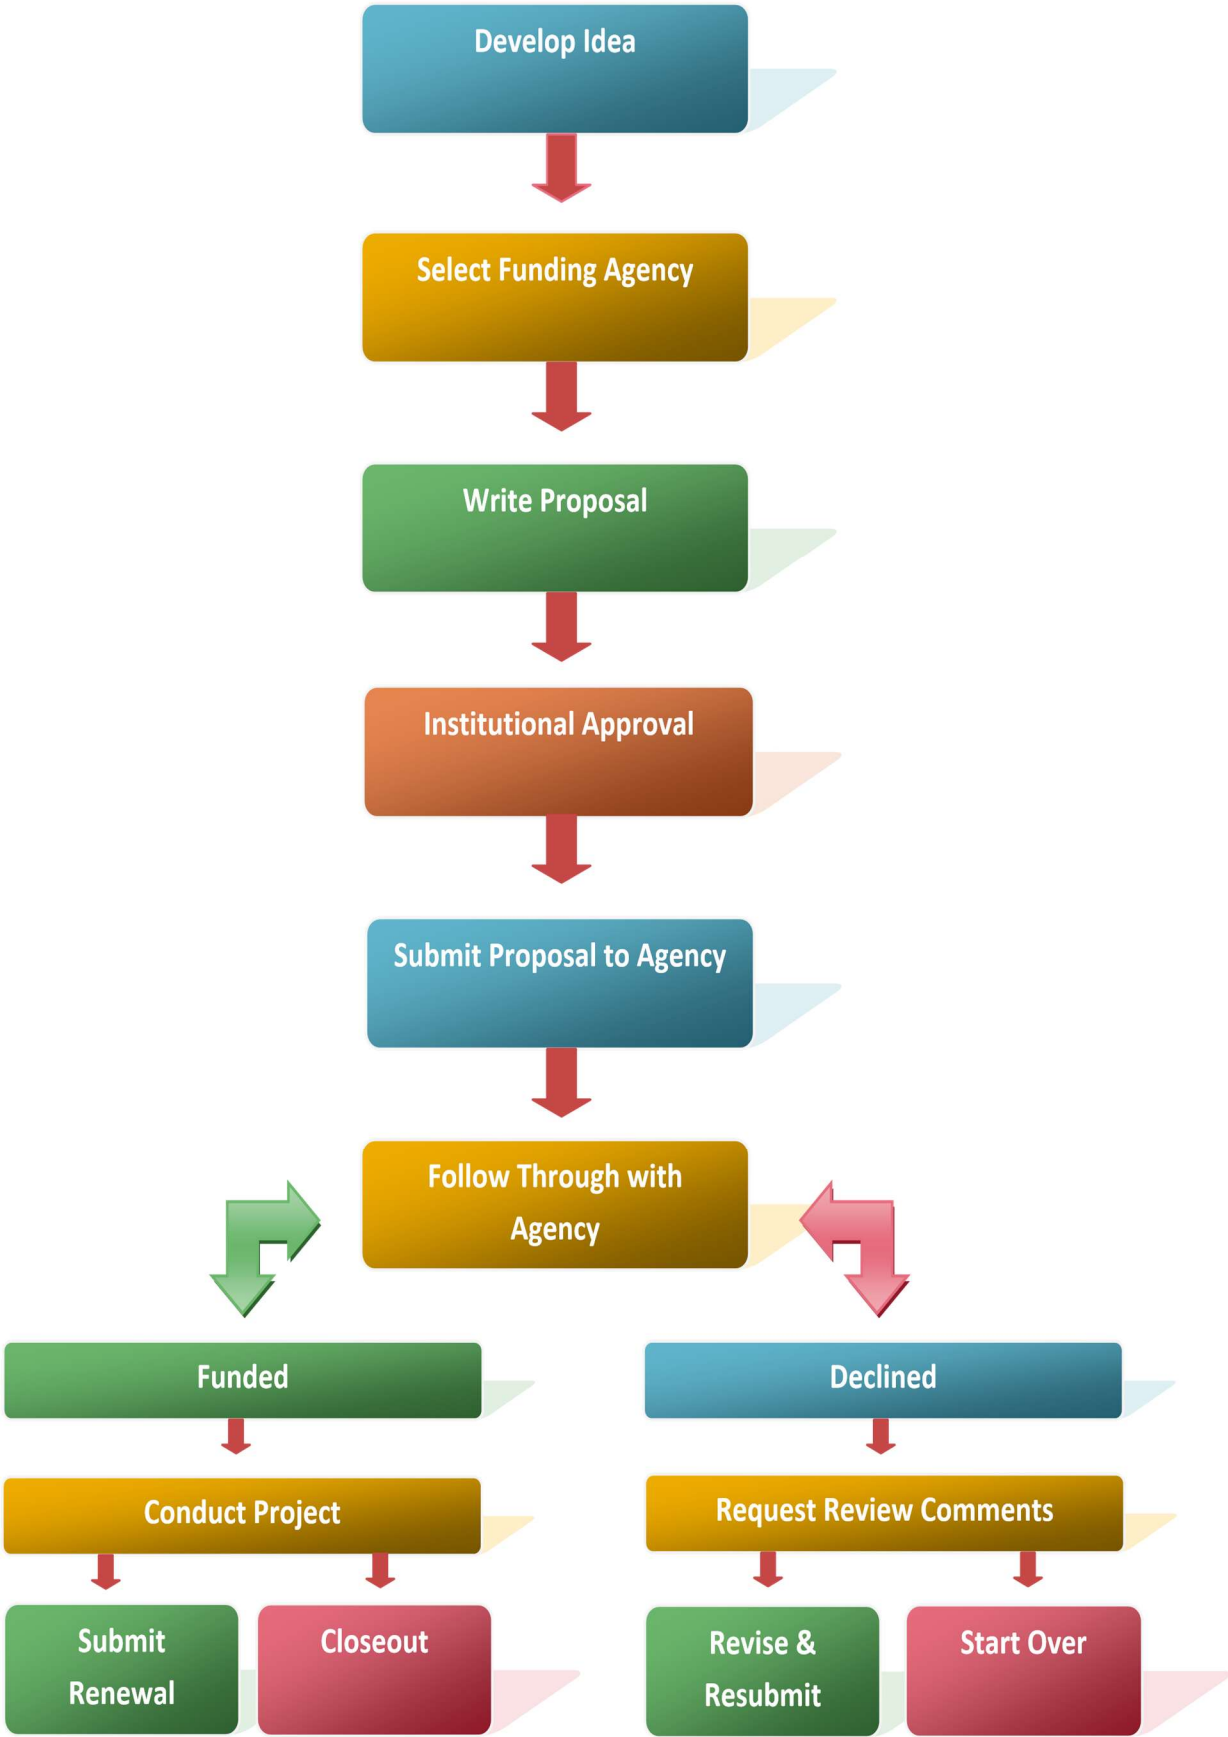 Develop Idea
Select Funding Agency
Write Proposal
Institutional Approval
Submit Proposal to Agency
Follow Through with
Agency
Funded
Declined
Conduct Project
Request Review Comments
Submit
Renewal
Closeout
Revise &
Resubmit
Start Over